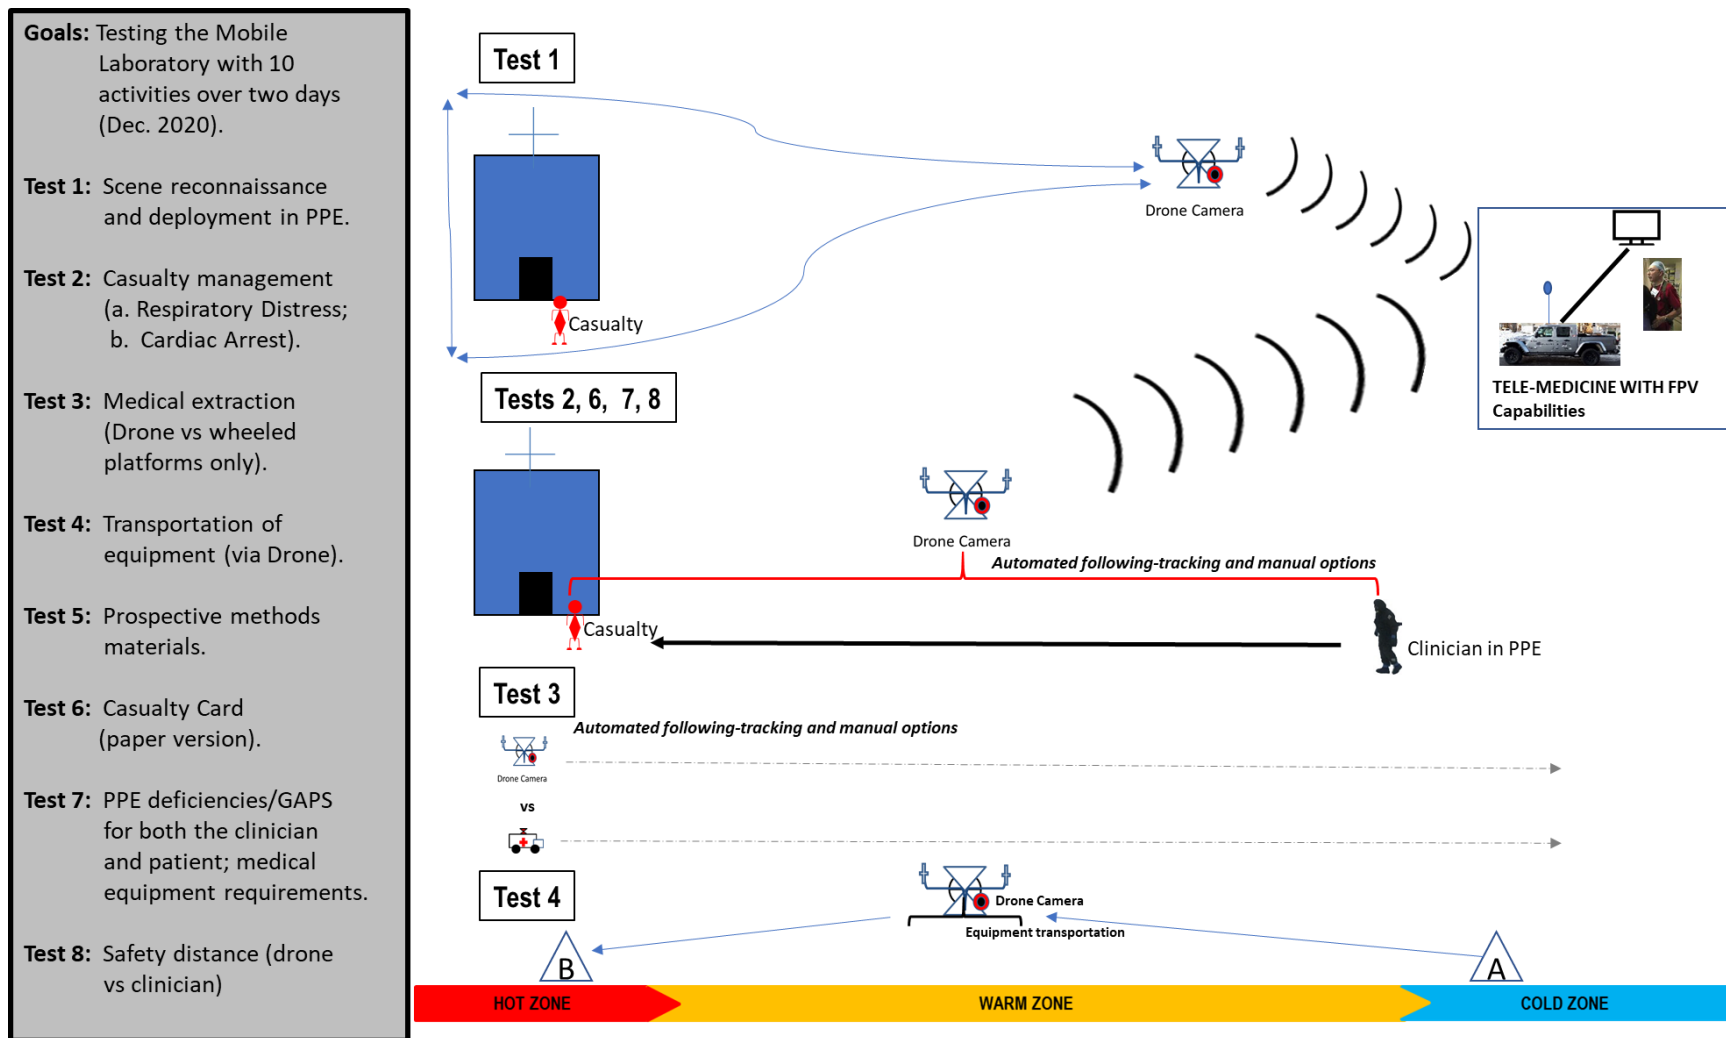 Goals: Testing the Mobile
Laboratory with 10
activities over two days
(Dec. 2020).
Test 1: Scene reconnaissance
and deployment in PPE.
Test 2: Casualty management
(a. Respiratory Distress;
b. Cardiac Arrest).
Test 3: Medical extraction
(Drone vs wheeled
platforms only).
Test 4: Transportation of
equipment (via Drone).
Test 5: Prospective methods
materials.
Test 6: Casualty Card
(paper version).
Test 7: PPE deficiencies/GAPS
for both the clinician
and patient; medical
equipment requirements.
Test 8: Safety distance (drone
vs clinician)
Test 1
Drone Camera
Casualty
TELE-MEDICINE WITH FPV
Capabilities
Tests 2, 6, 7, 8
Drone Camera
Automated following-tracking and manual options
Casualty
Clinician in PPE
Test 3
Automated following-tracking and manual options
Drone Camera
vs
Test 4
Drone Camera
Equipment transportation
B
A
HOT ZONE
WARM ZONE
COLD ZONE